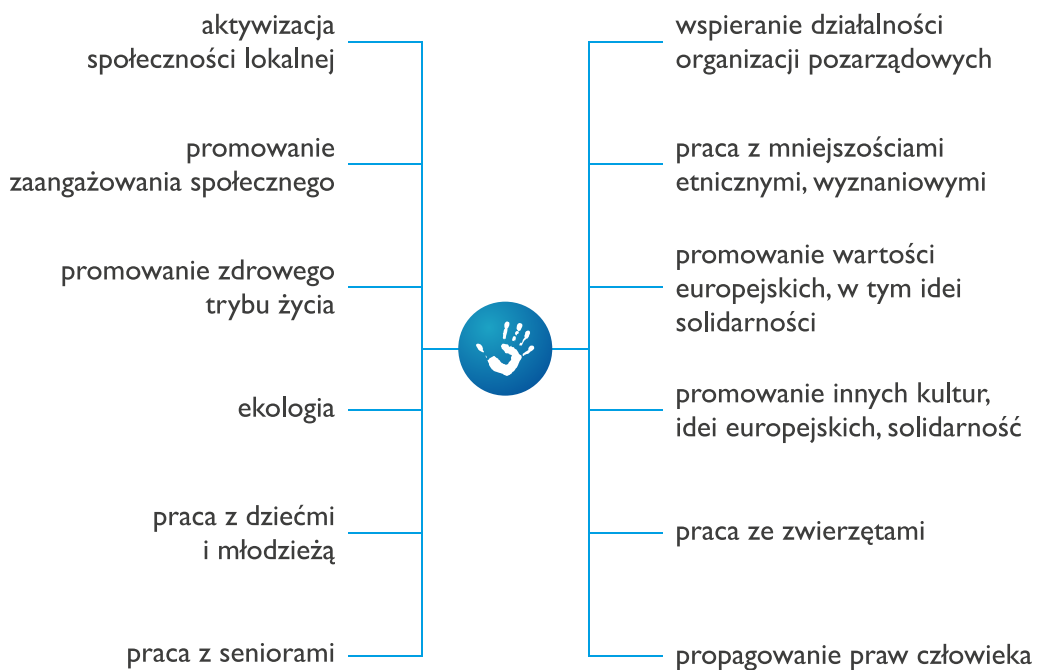 aktywizacja
społeczności lokalnej
promowanie
zaangażowania społecznego
promowanie zdrowego
trybu życia
ekologia
praca z dziećmi
i młodzieżą
praca z seniorami
wspieranie działalności
organizacji pozarządowych
praca z mniejszościami
etnicznymi, wyznaniowymi
promowanie wartości
europejskich, w tym idei
solidarności
promowanie innych kultur,
idei europejskich, solidarność
praca ze zwierzętami
propagowanie praw człowieka